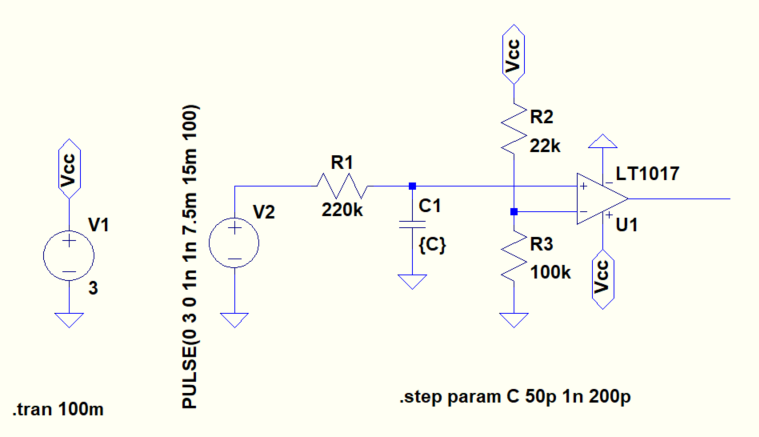 Vcc
V1
3
PULSE(0 3 0 1n 1n 7.5m 15m 100)
V2
R1
220k
C1
{C}
Vcc
R2
22k
R3
100k
LT1017
U1
Vcc
.tran 100m
.step param C 50p 1n 200p